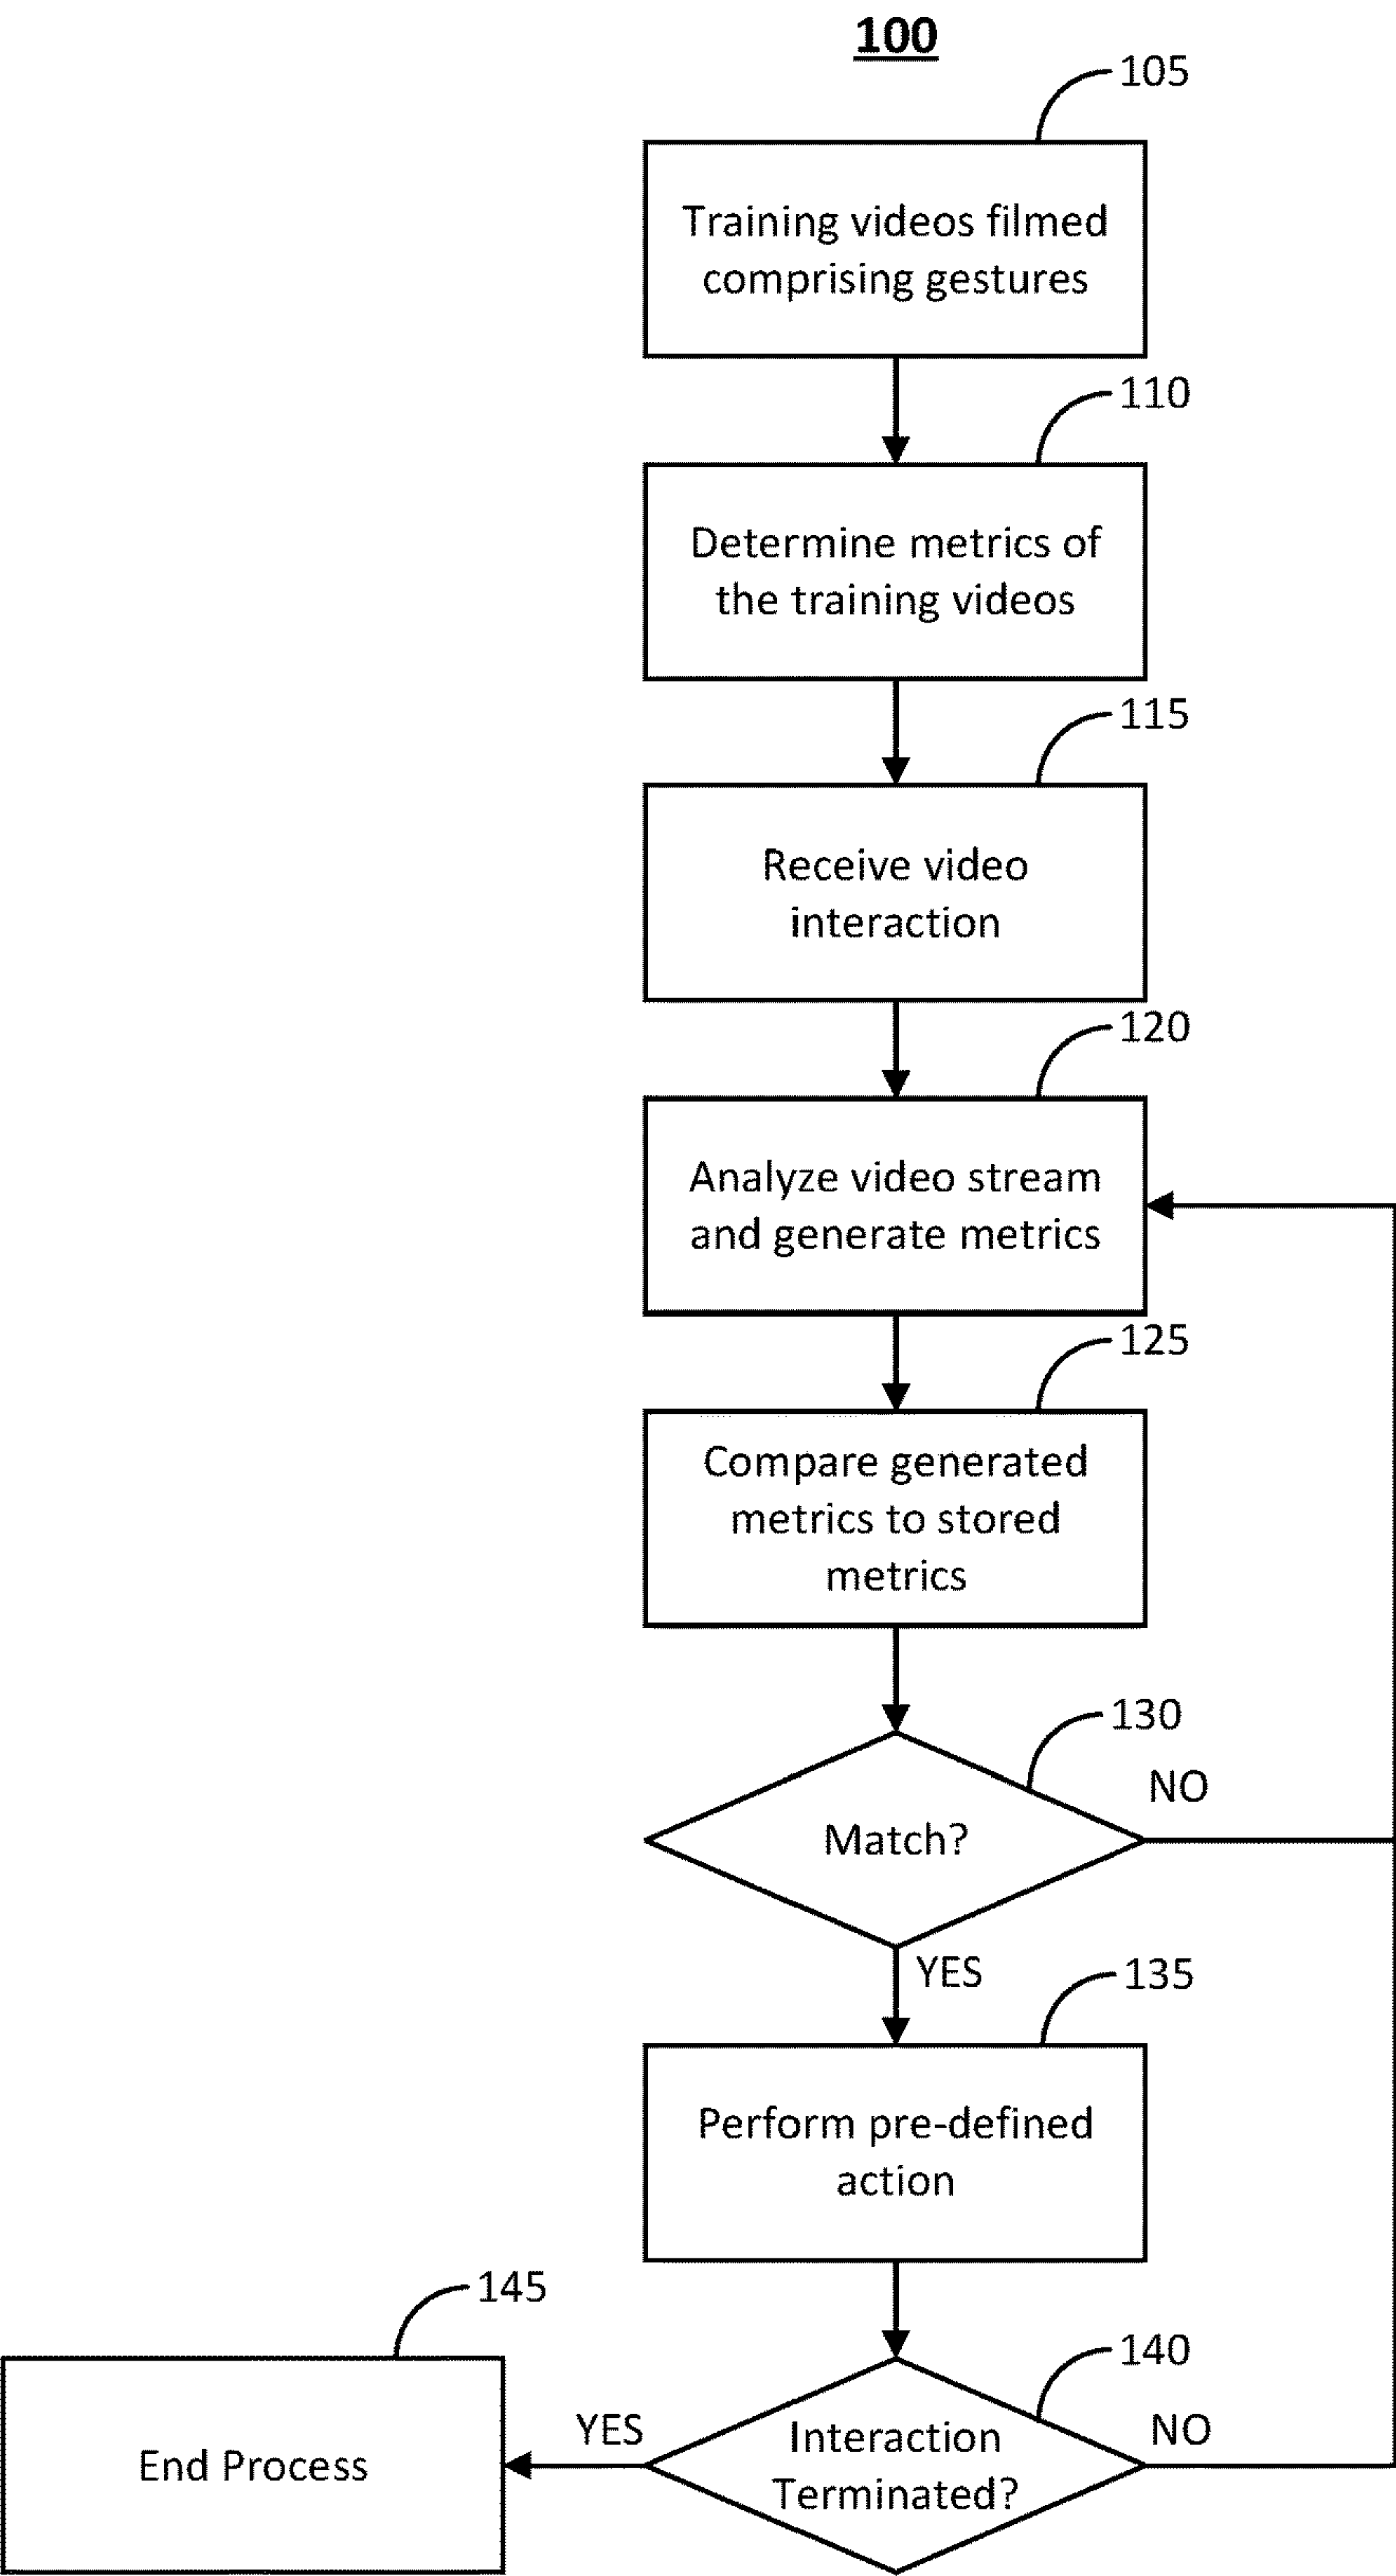 100
105
Training videos filmed
comprising gestures
110
Determine metrics of
the training videos
115
Receive video
interaction
120
Analyze video stream
and generate metrics
125
Compare generated
metrics to stored
metrics
130
NO
Match?
YES
135
Perform pre-defined
action
145
140
End Process
YES
Interaction
Terminated?
NO